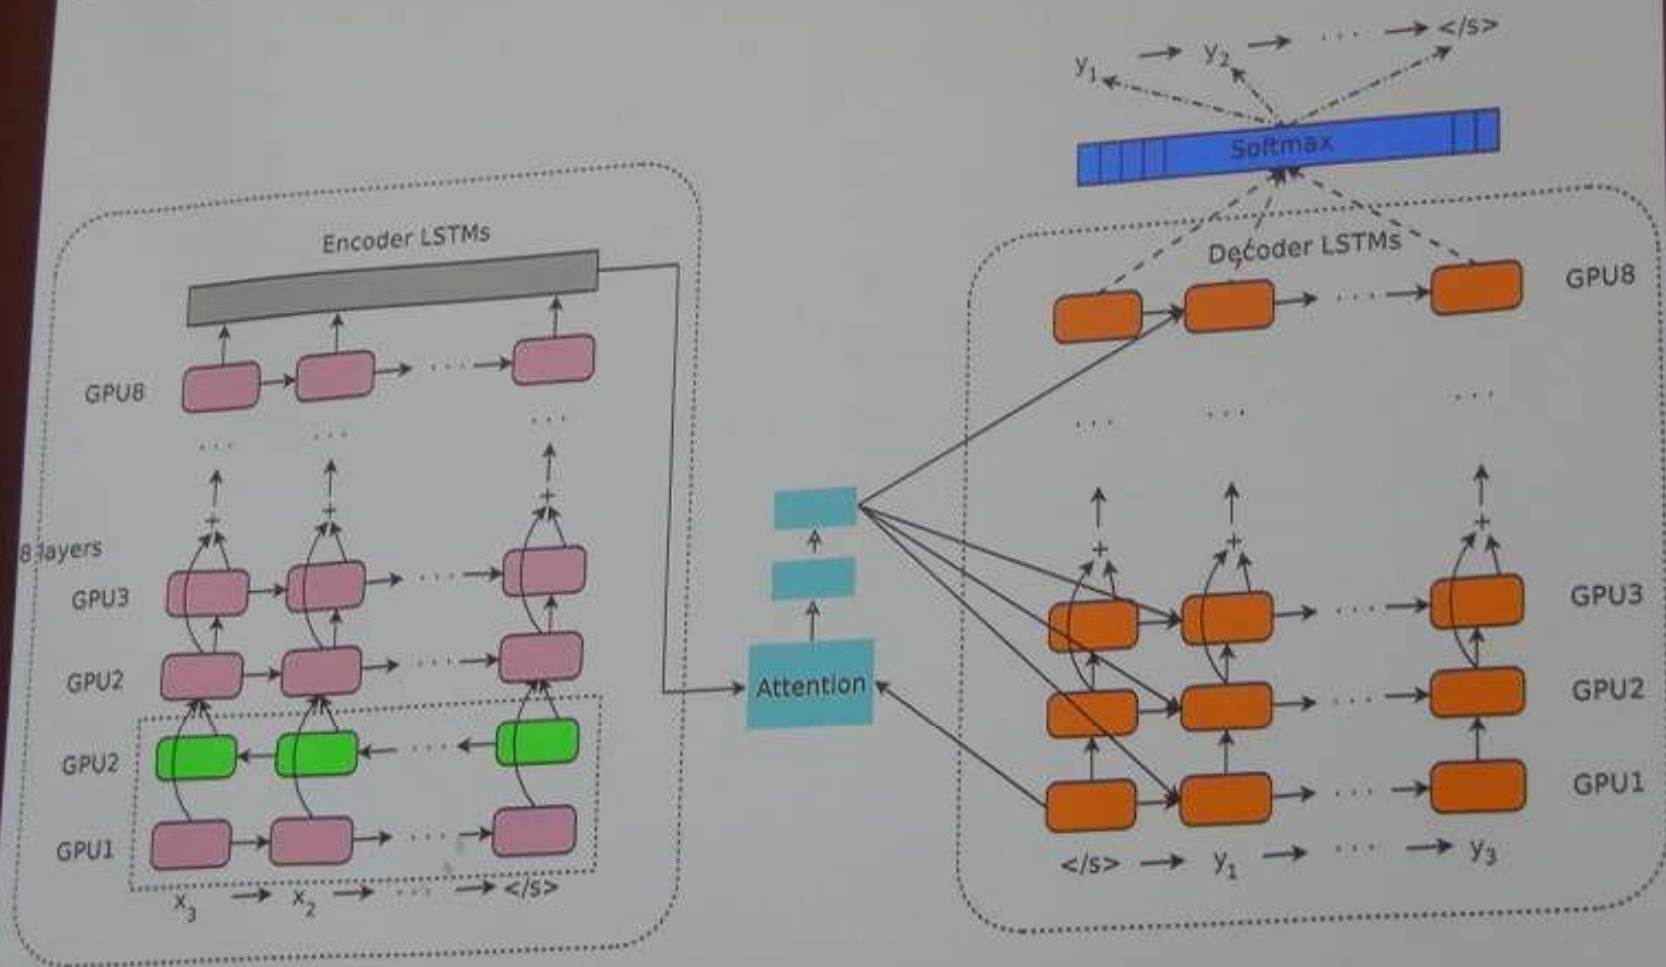 y1 → y2 → ... → </s>
Softmax
Encoder LSTMs
GPU8
...
8 layers
GPU3
...
GPU2
...
GPU2
...
GPU1
...
x3 → x2 → ... → </s>
Attention
Decoder LSTMs
GPU8
...
GPU3
...
GPU2
...
GPU1
...
</s> → y1 → ... → y3